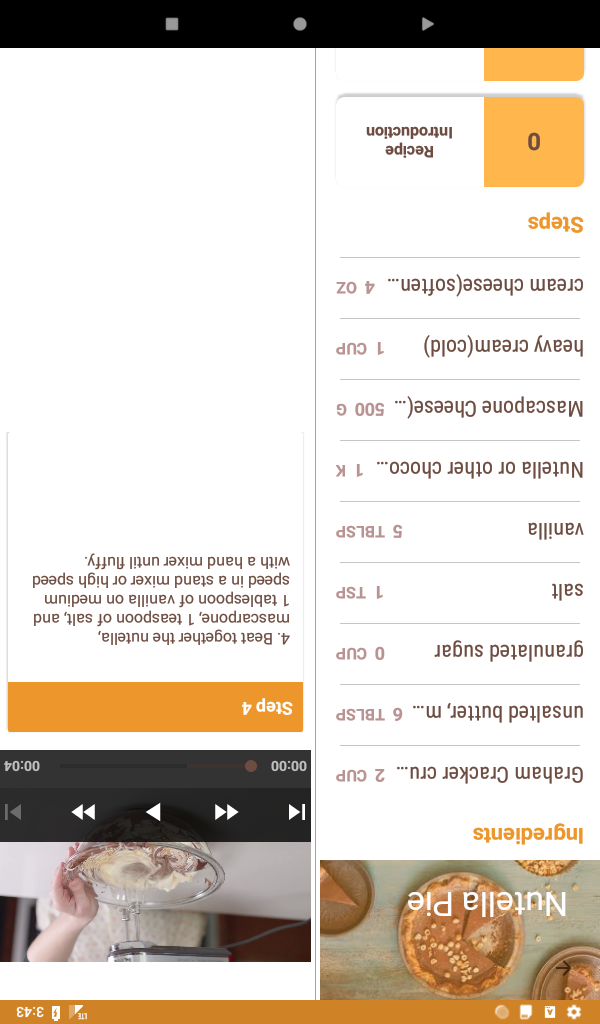 3:43
LTE
Nutella Pie
Ingredients
Graham Cracker cru... 2 CUP
unsalted butter, m... 6 TBLSP
granulated sugar 0 CUP
salt 1 TSP
vanilla 5 TBLSP
Nutella or other choco... 1 K
Mascapone Cheese(... 500 G
heavy cream(cold) 1 CUP
cream cheese(soften... 4 OZ
Steps
0
Recipe
Introduction
00:00
00:04
Step 4
4. Beat together the nutella,
mascarpone, 1 teaspoon of salt, and
1 tablespoon of vanilla on medium
speed in a stand mixer or high speed
with a hand mixer until fluffy.